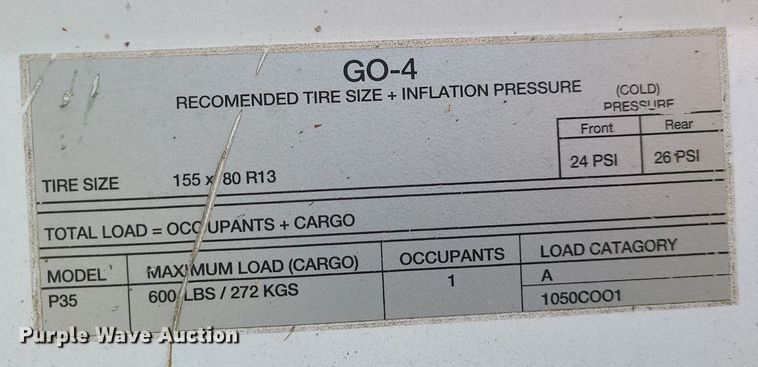 GO-4
RECOMENDED TIRE SIZE + INFLATION PRESSURE
(COLD)
PRESSURE
Front Rear
TIRE SIZE 155 x 80 R13 24 PSI 26 PSI
TOTAL LOAD = OCCUPANTS + CARGO
MODEL MAXIMUM LOAD (CARGO) OCCUPANTS LOAD CATAGORY
P35 600 LBS / 272 KGS 1 A
1050COO1
Purple Wave Auction